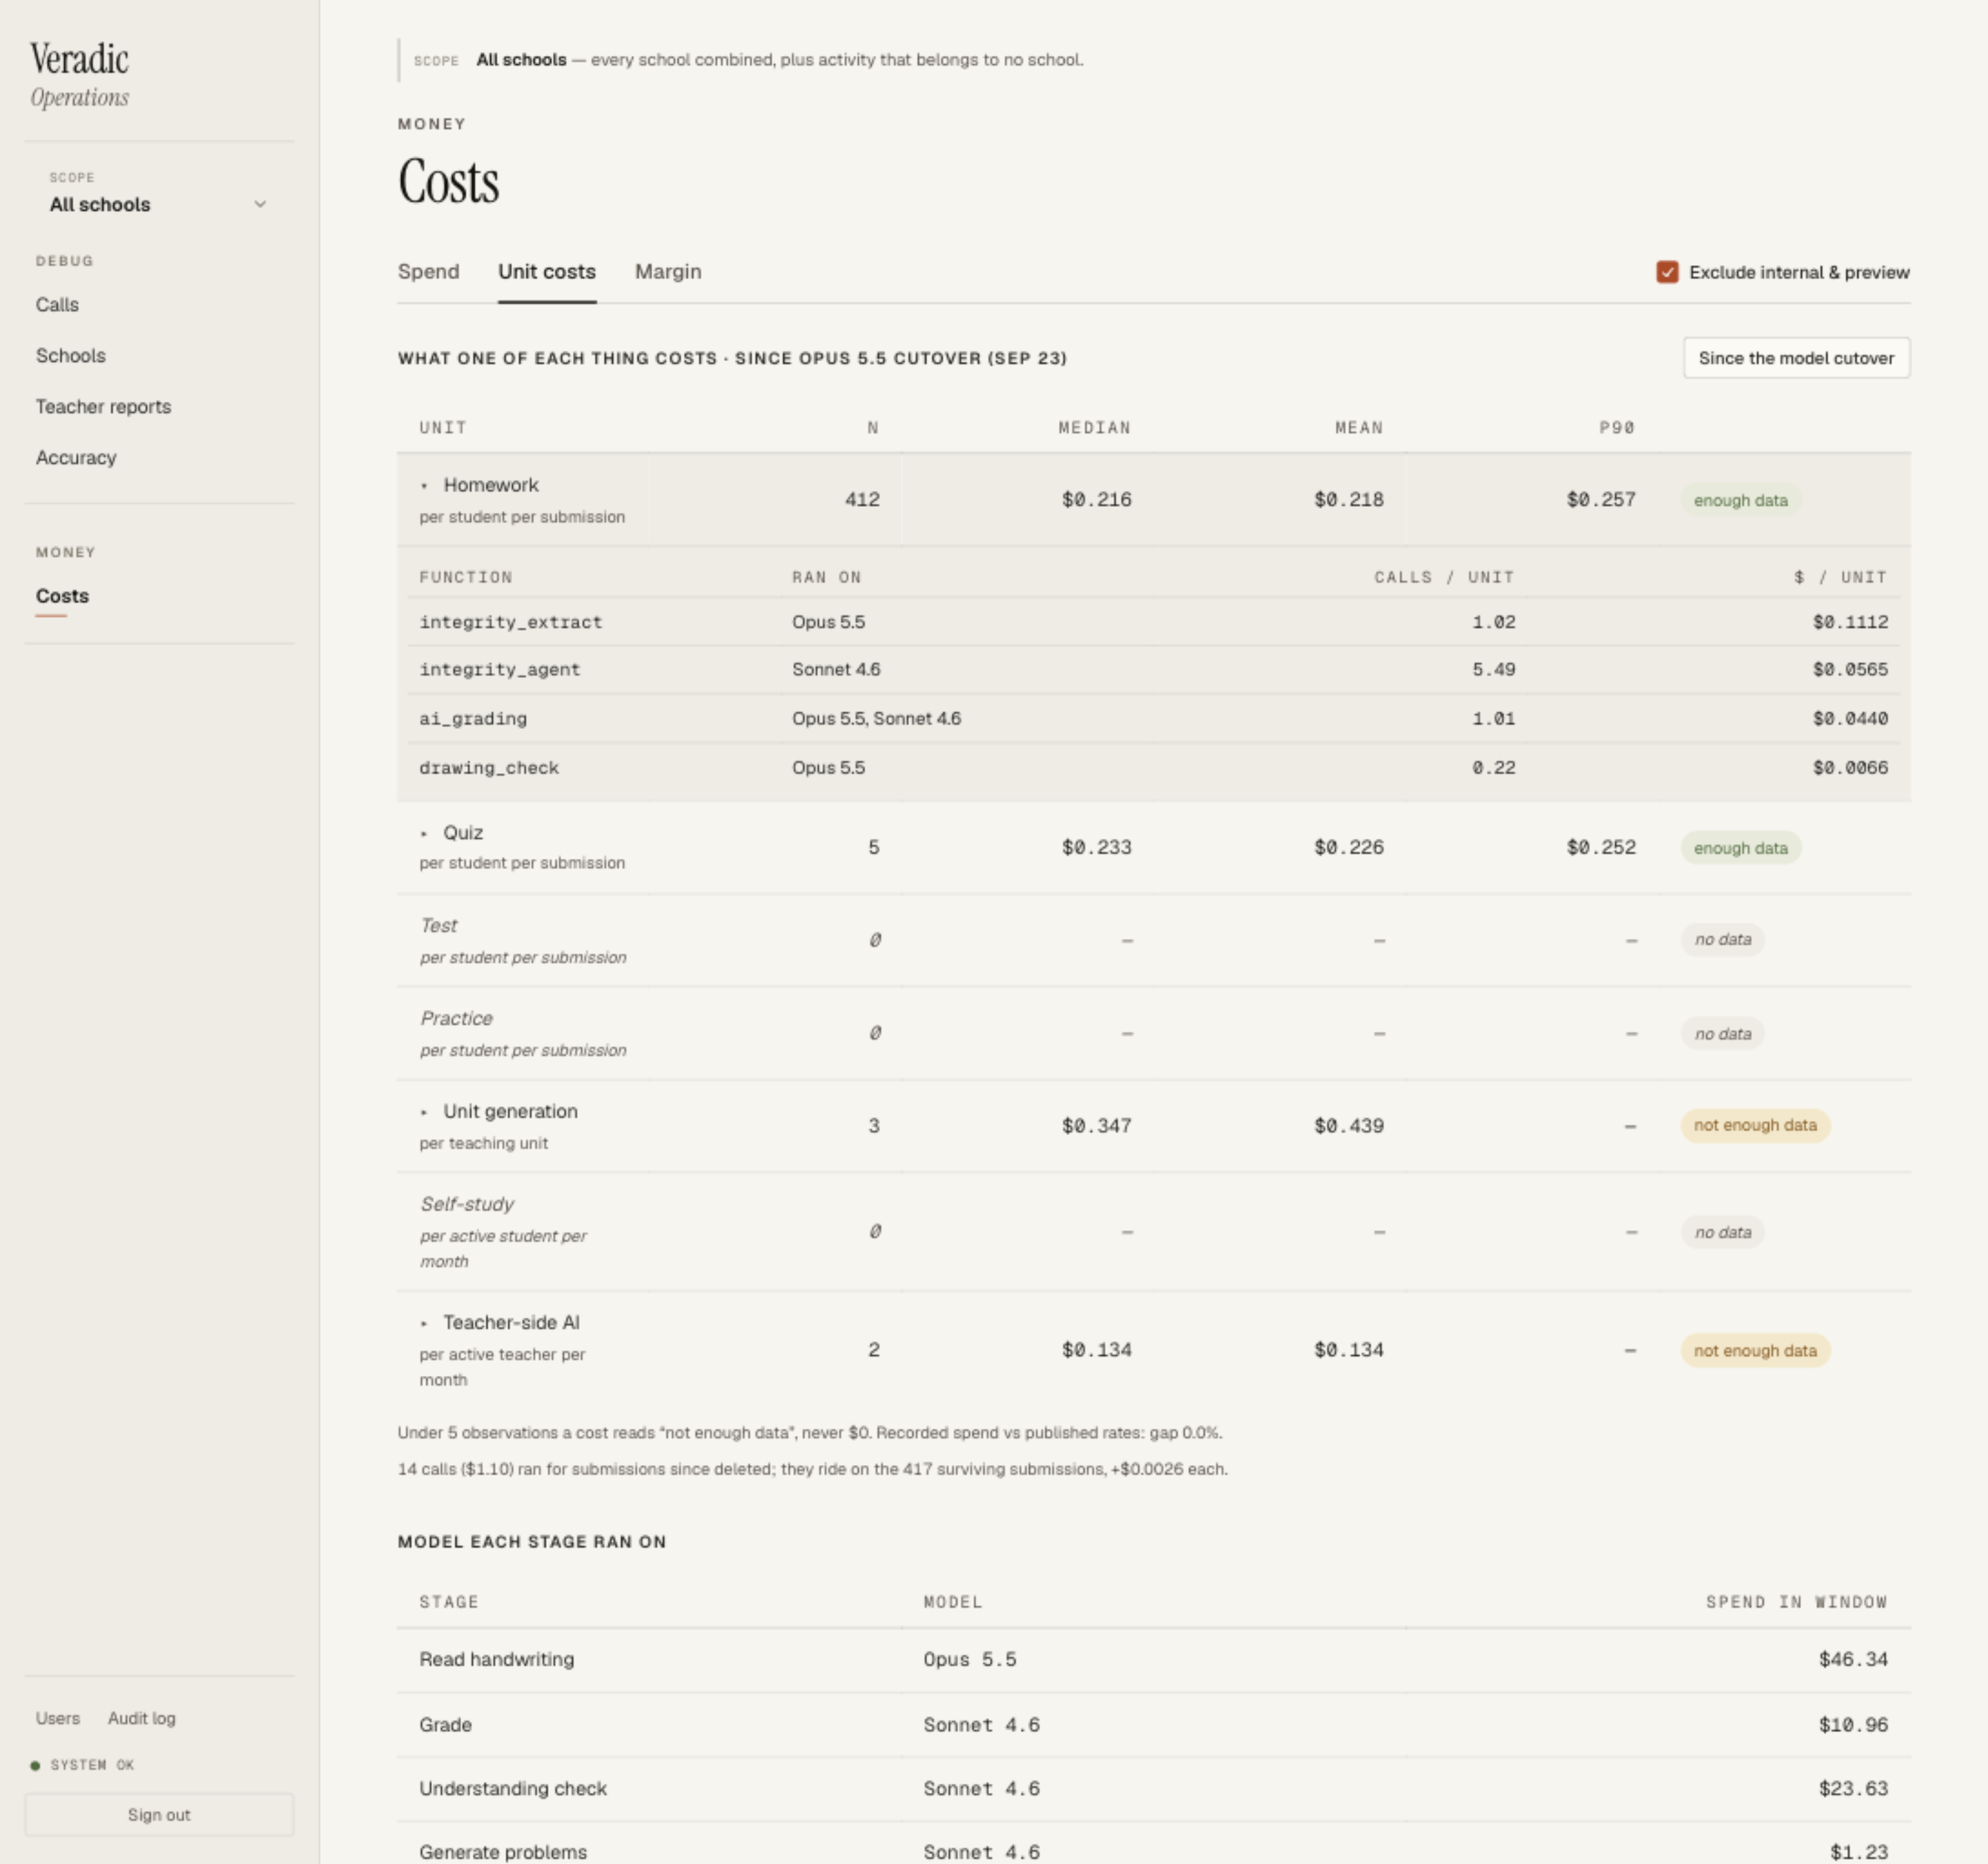 Veradic
Operations
SCOPE
All schools
DEBUG
Calls
Schools
Teacher reports
Accuracy
MONEY
Costs
Users Audit log
SYSTEM OK
Sign out
SCOPE All schools — every school combined, plus activity that belongs to no school.
MONEY
Costs
Spend Unit costs Margin Exclude internal & preview
WHAT ONE OF EACH THING COSTS · SINCE OPUS 5.5 CUTOVER (SEP 23) Since the model cutover
UNIT N MEDIAN MEAN P90
Homework 412 $0.216 $0.218 $0.257 enough data
per student per submission
FUNCTION RAN ON CALLS / UNIT $ / UNIT
integrity_extract Opus 5.5 1.02 $0.1112
integrity_agent Sonnet 4.6 5.49 $0.0565
ai_grading Opus 5.5, Sonnet 4.6 1.01 $0.0440
drawing_check Opus 5.5 0.22 $0.0066
Quiz 5 $0.233 $0.226 $0.252 enough data
per student per submission
Test 0 — — — no data
per student per submission
Practice 0 — — — no data
per student per submission
Unit generation 3 $0.347 $0.439 — not enough data
per teaching unit
Self-study 0 — — — no data
per active student per
month
Teacher-side AI 2 $0.134 $0.134 — not enough data
per active teacher per
month
Under 5 observations a cost reads “not enough data”, never $0. Recorded spend vs published rates: gap 0.0%.
14 calls ($1.10) ran for submissions since deleted; they ride on the 417 surviving submissions, +$0.0026 each.
MODEL EACH STAGE RAN ON
STAGE MODEL SPEND IN WINDOW
Read handwriting Opus 5.5 $46.34
Grade Sonnet 4.6 $10.96
Understanding check Sonnet 4.6 $23.63
Generate problems Sonnet 4.6 $1.23